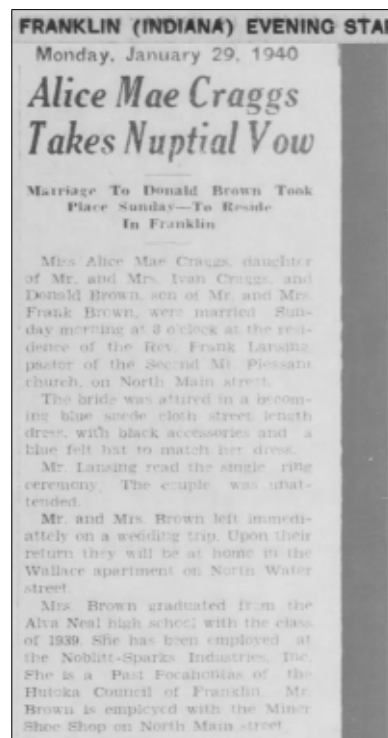 FRANKLIN (INDIANA) EVENING STA
Monday, January 29, 1940
Alice Mae Craggs
Takes Nuptial Vow
Marriage To Donald Brown Took
Place Sunday—To Reside
In Franklin
Miss Alice Mae Craggs, daughter
of Mr. and Mrs. Ivan Craggs, and
Donald Brown, son of Mr. and Mrs.
Frank Brown, were married Sun-
day morning at 8 o'clock at the resi-
dence of the Rev. Frank Lansing,
pastor of the Second Mt. Pleasant
church, on North Main street.
The bride was attired in a becom-
ing blue suede cloth street length
dress, with black accessories and a
blue felt hat to match her dress.
Mr. Lansing read the single ring
ceremony. The couple was unat-
tended.
Mr. and Mrs. Brown left immedi-
attely on a wedding trip. Upon their
return they will be at home in the
Wallace apartment on North Water
street.
Mrs. Brown graduated from the
Alva Neal high school with the class
of 1939. She has been employed at
the Noblitt-Sparks Industries, Inc.
She is a Past Pocahontas of the
Hutoka Council of Franklin. Mr.
Brown is employed with the Miner
Shoe Shop on North Main street.